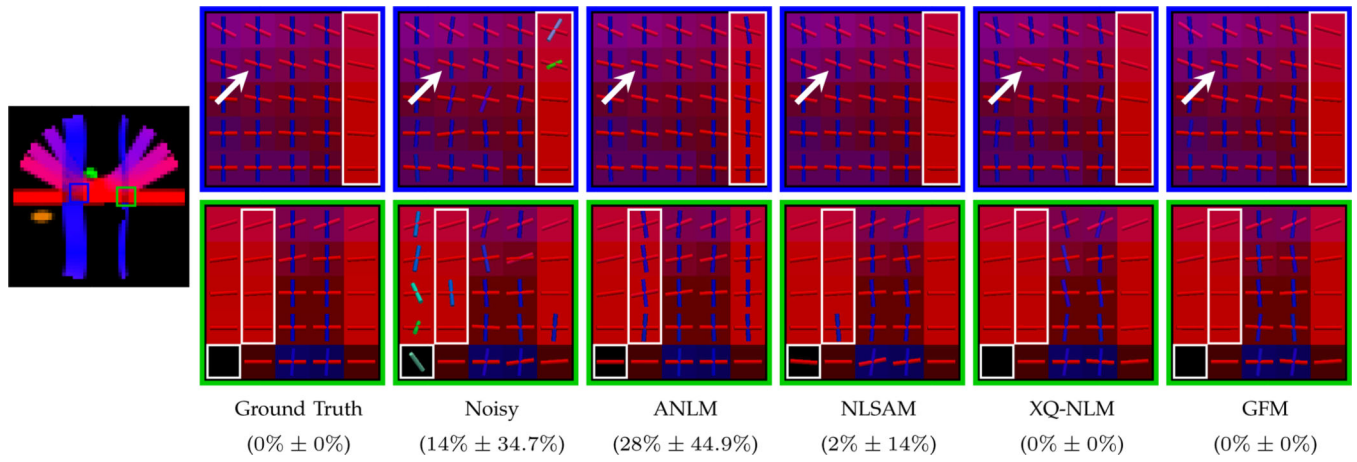 Ground Truth Noisy ANLM NLSAM XQ-NLM GFM
(0% ± 0%) (14% ± 34.7%) (28% ± 44.9%) (2% ± 14%) (0% ± 0%) (0% ± 0%)